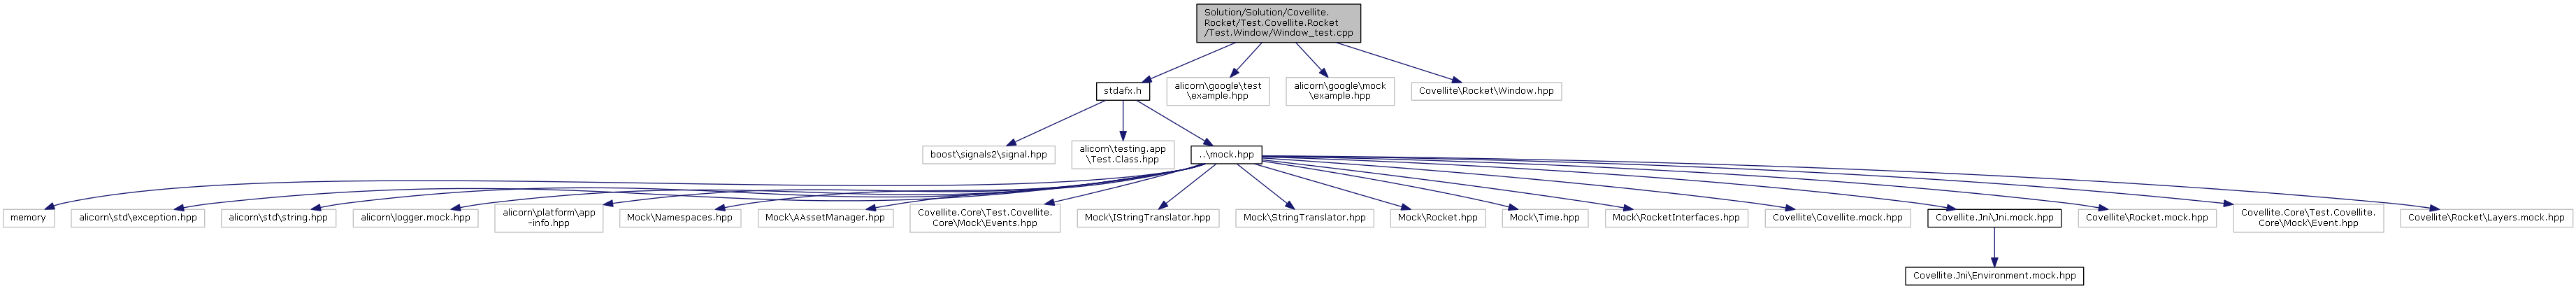 Solution/Solution/Covellite.
Rocket/Test.Covellite.Rocket
/Test.Window/Window_test.cpp
stdafx.h
alicorn\google\test
\example.hpp
alicorn\google\mock
\example.hpp
Covellite\Rocket\Window.hpp
boost\signals2\signal.hpp
alicorn\testing.app
\Test.Class.hpp
..\mock.hpp
memory
alicorn\std\exception.hpp
alicorn\std\string.hpp
alicorn\logger.mock.hpp
alicorn\platform\app
-info.hpp
Mock\Namespaces.hpp
Mock\AAssetManager.hpp
Covellite.Core\Test.Covellite.
Core\Mock\Events.hpp
Mock\IStringTranslator.hpp
Mock\StringTranslator.hpp
Mock\Rocket.hpp
Mock\Time.hpp
Mock\RocketInterfaces.hpp
Covellite\Covellite.mock.hpp
Covellite.Jni\Jni.mock.hpp
Covellite\Rocket.mock.hpp
Covellite.Core\Test.Covellite.
Core\Mock\Event.hpp
Covellite\Rocket\Layers.mock.hpp
Covellite.Jni\Environment.mock.hpp